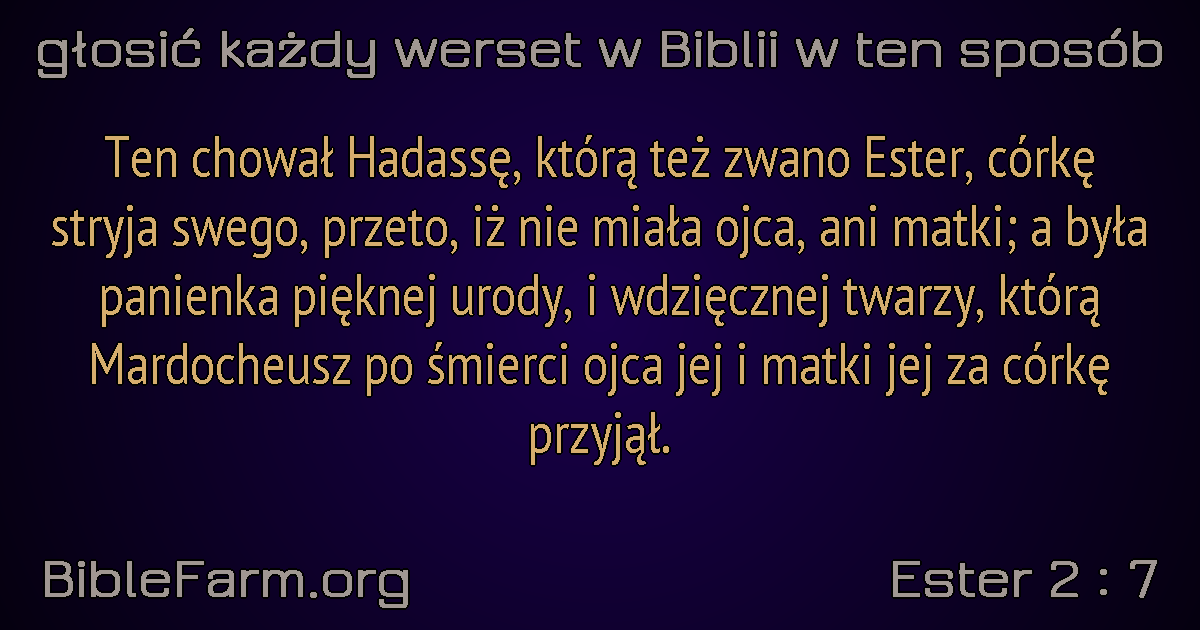 głosić każdy werset w Biblii w ten sposób
Ten chował Hadassę, którą też zwano Ester, córkę
stryja swego, przeto, iż nie miała ojca, ani matki; a była
panienka pięknej urody, i wdzięcznej twarzy, którą
Mardocheusz po śmierci ojca jej i matki jej za córkę
przyjął.
BibleFarm.org
Ester 2 : 7